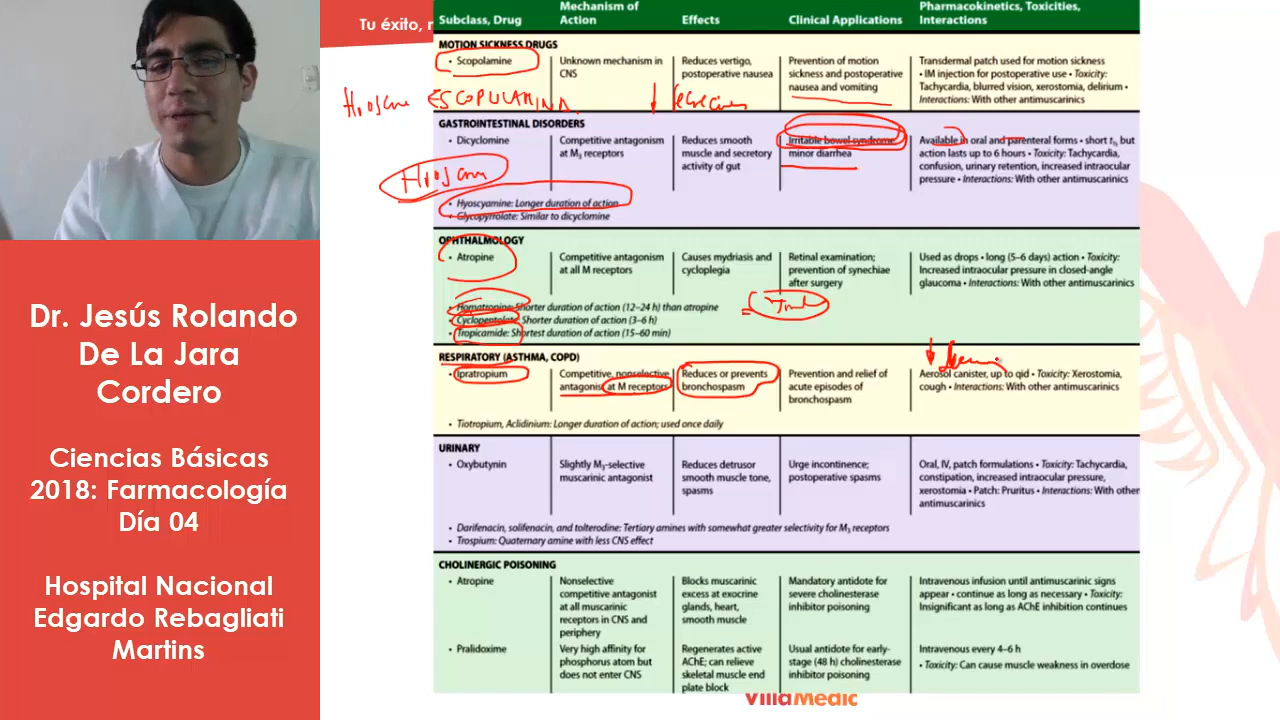 Tu éxito,
Dr. Jesús Rolando
De La Jara
Cordero
Ciencias Básicas
2018: Farmacología
Día 04
Hospital Nacional
Edgardo Rebagliati
Martins
Subclass, Drug
Mechanism of
Action
Effects
Clinical Applications
Pharmacokinetics, Toxicities,
Interactions
MOTION SICKNESS DRUGS
• Scopolamine
Unknown mechanism in
CNS
Reduces vertigo,
postoperative nausea
Prevention of motion
sickness and postoperative
nausea and vomiting
Transdermal patch used for motion sickness
• IM injection for postoperative use • Toxicity:
Tachycardia, blurred vision, xerostomia, delirium •
Interactions: With other antimuscarinics
ESCOPOLAMINA
GASTROINTESTINAL DISORDERS
• Dicyclomine
Competitive antagonism
at M3 receptors
Reduces smooth
muscle and secretory
activity of gut
Irritable bowel syndrome,
minor diarrhea
Available in oral and parenteral forms • short t½ but
action lasts up to 6 hours • Toxicity: Tachycardia,
confusion, urinary retention, increased intraocular
pressure • Interactions: With other antimuscarinics
• Hyoscyamine: Longer duration of action
• Glycopyrrolate: Similar to dicyclomine
OPHTHALMOLOGY
• Atropine
Competitive antagonism
at all M receptors
Causes mydriasis and
cycloplegia
Retinal examination;
prevention of synechiae
after surgery
Used as drops • long (5–6 days) action • Toxicity:
Increased intraocular pressure in closed-angle
glaucoma • Interactions: With other antimuscarinics
• Homatropine: Shorter duration of action (12–24 h) than atropine
• Cyclopentolate: Shorter duration of action (3–6 h)
• Tropicamide: Shortest duration of action (15–60 min)
RESPIRATORY (ASTHMA, COPD)
• Ipratropium
Competitive, nonselective
antagonist at M receptors
Reduces or prevents
bronchospasm
Prevention and relief of
acute episodes of
bronchospasm
Aerosol canister, up to qid • Toxicity: Xerostomia,
cough • Interactions: With other antimuscarinics
• Tiotropium, Aclidinium: Longer duration of action; used once daily
URINARY
• Oxybutynin
Slightly M3-selective
muscarinic antagonist
Reduces detrusor
smooth muscle tone,
spasms
Urge incontinence;
postoperative spasms
Oral, IV, patch formulations • Toxicity: Tachycardia,
constipation, increased intraocular pressure,
xerostomia • Patch: Pruritus • Interactions: With other
antimuscarinics
• Darifenacin, solifenacin, and tolterodine: Tertiary amines with somewhat greater selectivity for M3 receptors
• Trospium: Quaternary amine with less CNS effect
CHOLINERGIC POISONING
• Atropine
Nonselective
competitive antagonist
at all muscarinic
receptors in CNS and
periphery
Blocks muscarinic
excess at exocrine
glands, heart,
smooth muscle
Mandatory antidote for
severe cholinesterase
inhibitor poisoning
Intravenous infusion until antimuscarinic signs
appear • continue as long as necessary • Toxicity:
Insignificant as long as AChE inhibition continues
• Pralidoxime
Very high affinity for
phosphorus atom but
does not enter CNS
Regenerates active
AChE; can relieve
skeletal muscle end
plate block
Usual antidote for early-
stage (48 h) cholinesterase
inhibitor poisoning
Intravenous every 4–6 h
• Toxicity: Can cause muscle weakness in overdose
VillaMedic